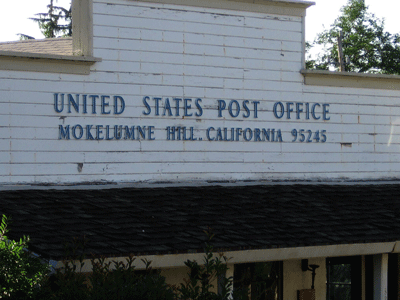 UNITED STATES POST OFFICE
MOKELUMNE HILL. CALIFORNIA 95245